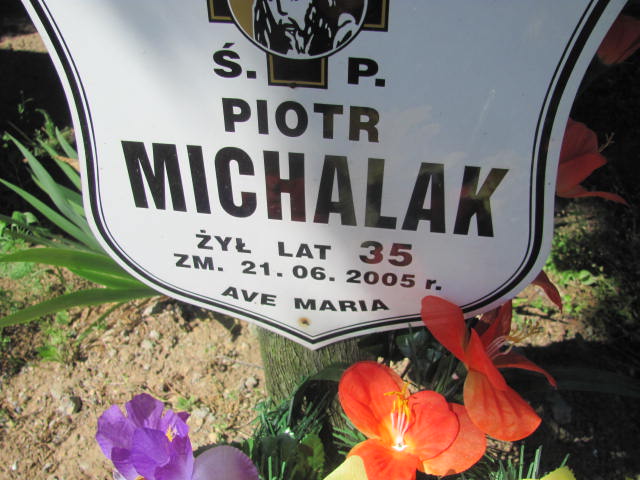 Ś. P.
PIOTR
MICHALAK
ŻYŁ LAT 35
ZM. 21.06.2005 r.
AVE MARIA